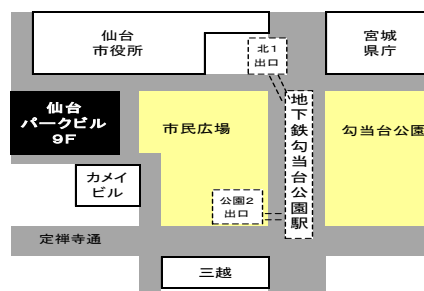 仙台
市役所
北1
出口
宮城
県庁
仙台
パークビル
9F
市民広場
地下鉄勾当台公園駅
勾当台公園
カメイ
ビル
公園2
出口
定禅寺通
三越